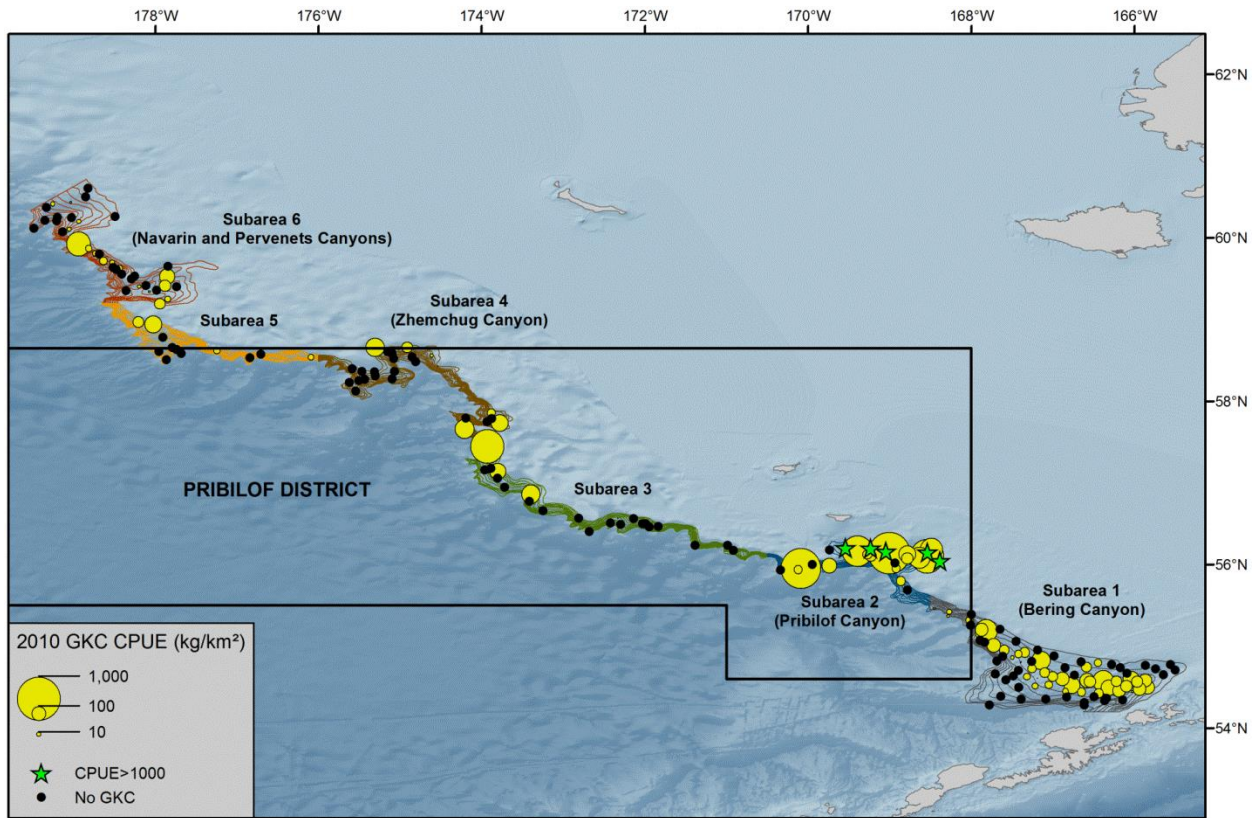 178°W 176°W 174°W 172°W 170°W 168°W 166°W
62°N
60°N
58°N
56°N
54°N
Subarea 6
(Navarin and Pervenets Canyons)
Subarea 5
Subarea 4
(Zhemchug Canyon)
Subarea 3
PRIBILOF DISTRICT
Subarea 2
(Pribilof Canyon)
Subarea 1
(Bering Canyon)
2010 GKC CPUE (kg/km²)
1,000
100
10
CPUE>1000
No GKC